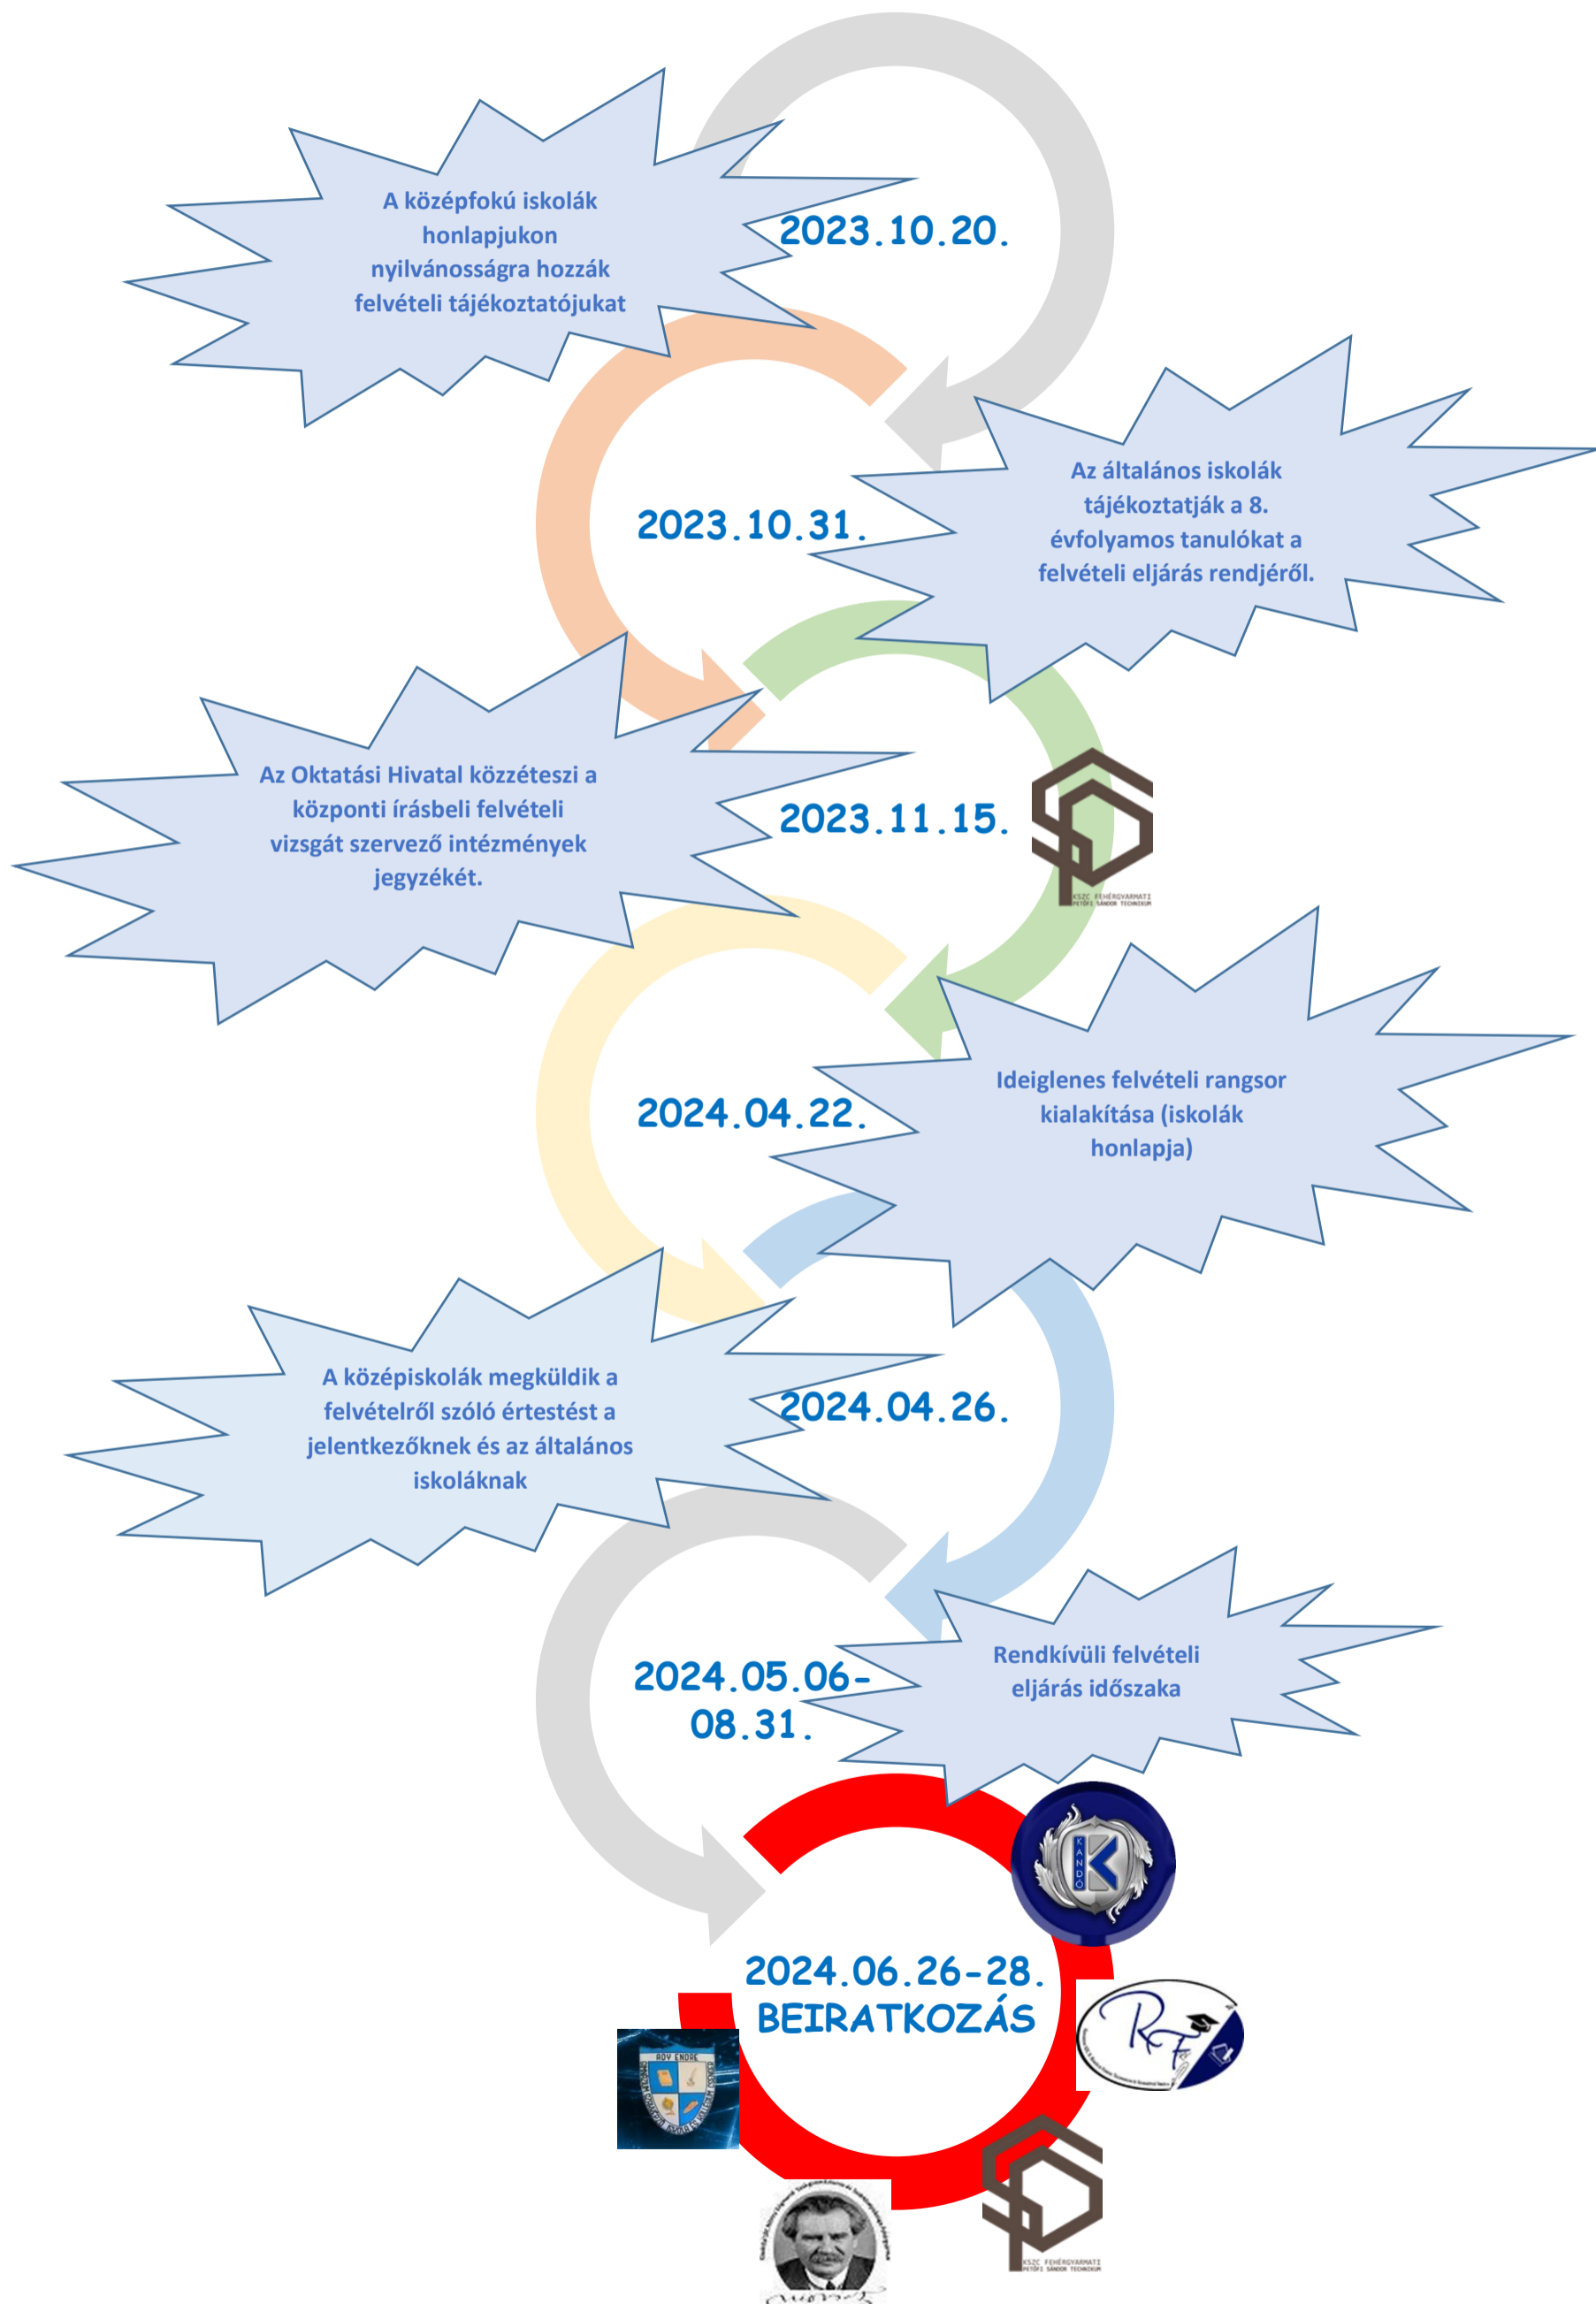 A középfokú iskolák
honlapjukon
nyilvánosságra hozzák
felvételi tájékoztatójukat
2023.10.20.
Az általános iskolák
tájékoztatják a 8.
évfolyamos tanulókat a
felvételi eljárás rendjéről.
2023.10.31.
Az Oktatási Hivatal közzéteszi a
központi írásbeli felvételi
vizsgát szervező intézmények
jegyzékét.
2023.11.15.
KSZC FEHÉRGYARMATI
PETŐFI SÁNDOR TECHNIKUM
Ideiglenes felvételi rangsor
kialakítása (iskolák
honlapja)
2024.04.22.
A középiskolák megküldik a
felvételről szóló értestést a
jelentkezőknek és az általános
iskoláknak
2024.04.26.
Rendkívüli felvételi
eljárás időszaka
2024.05.06-
08.31.
KANDÓ
K
2024.06.26-28.
BEIRATKOZÁS
RF
ADY ENDRE
KSZC FEHÉRGYARMATI
PETŐFI SÁNDOR TECHNIKUM